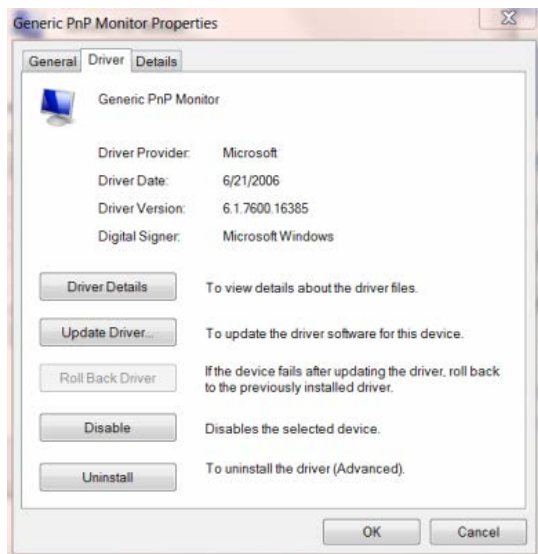 Generic PnP Monitor Properties
General Driver Details
Generic PnP Monitor
Driver Provider: Microsoft
Driver Date: 6/21/2006
Driver Version: 6.1.7600.16385
Digital Signer: Microsoft Windows
Driver Details To view details about the driver files.
Update Driver... To update the driver software for this device.
Roll Back Driver If the device fails after updating the driver, roll back
to the previously installed driver.
Disable Disables the selected device.
Uninstall To uninstall the driver (Advanced).
OK Cancel